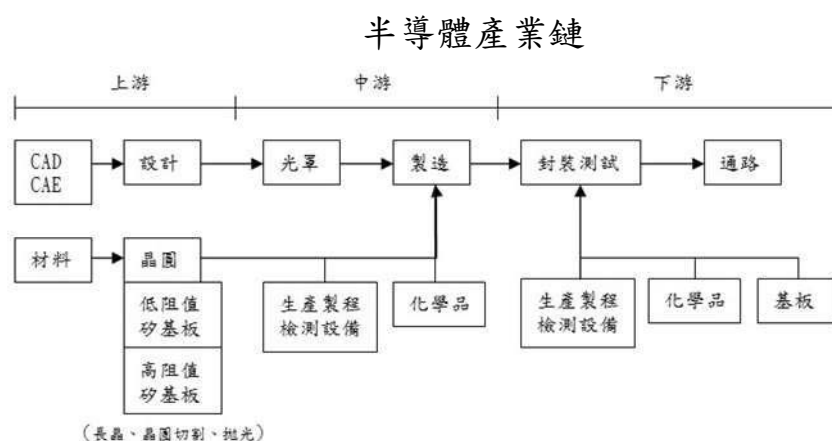 半導體產業鏈
上游
中游
下游
CAD
CAE
設計
光罩
製造
封裝測試
通路
材料
晶圓
低阻值
矽基板
高阻值
矽基板
生產製程
檢測設備
化學品
生產製程
檢測設備
化學品
基板
(長晶、晶圓切割、拋光)